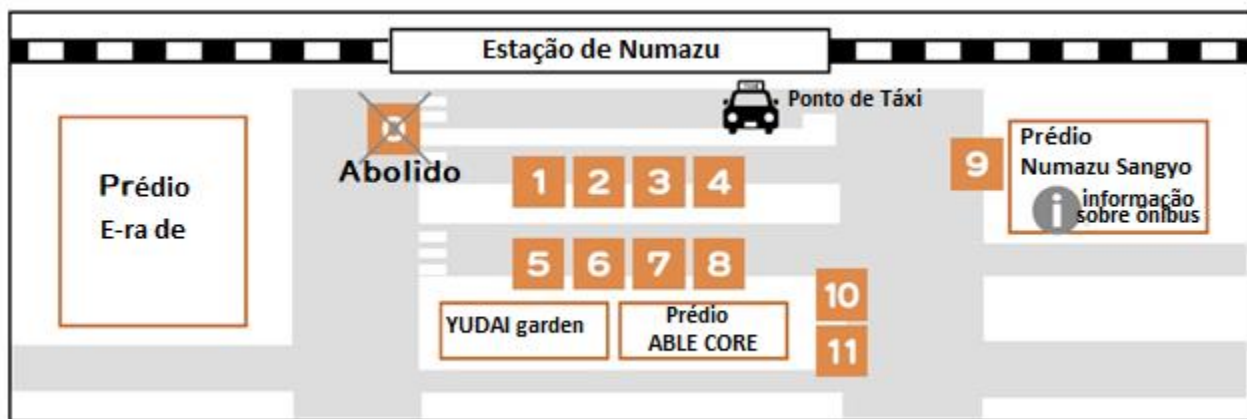 Estação de Numazu
Ponto de Táxi
0
Abolido
Prédio
E-ra de
1 2 3 4
9
Prédio
Numazu Sangyo
i
informação
sobre ônibus
5 6 7 8
10
11
YUDAI garden
Prédio
ABLE CORE